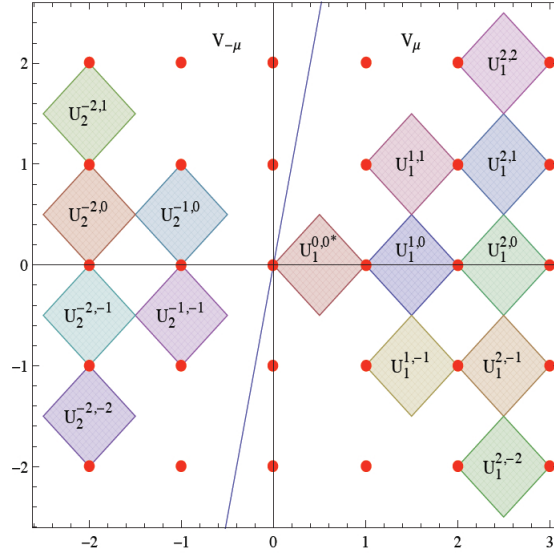 V_{-μ} V_{μ}
2 U_1^{2,2}
U_2^{-2,1}
1 U_1^{1,1} U_1^{2,1}
U_2^{-2,0} U_2^{-1,0} U_1^{0,0*} U_1^{1,0} U_1^{2,0}
0
U_2^{-2,-1} U_2^{-1,-1}
-1 U_1^{1,-1} U_1^{2,-1}
U_2^{-2,-2}
-2 U_1^{2,-2}
-2 -1 0 1 2 3